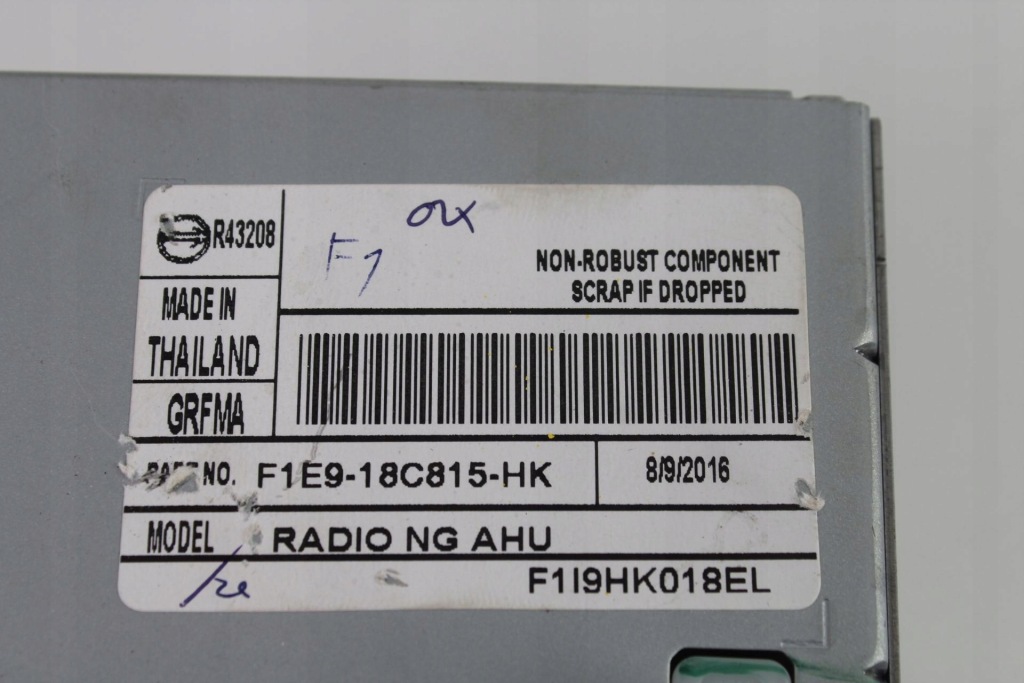 R43208
F1
NON-ROBUST COMPONENT
SCRAP IF DROPPED
MADE IN
THAILAND
GRFMA
PART NO. F1E9-18C815-HK
8/9/2016
MODEL RADIO NG AHU
F1I9HK018EL